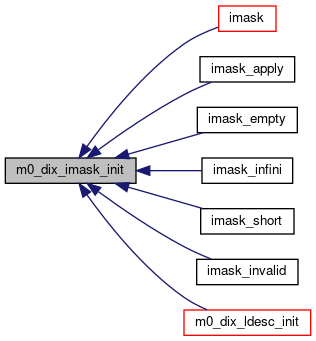 imask
imask_apply
imask_empty
m0_dix_imask_init
imask_infini
imask_short
imask_invalid
m0_dix_ldesc_init